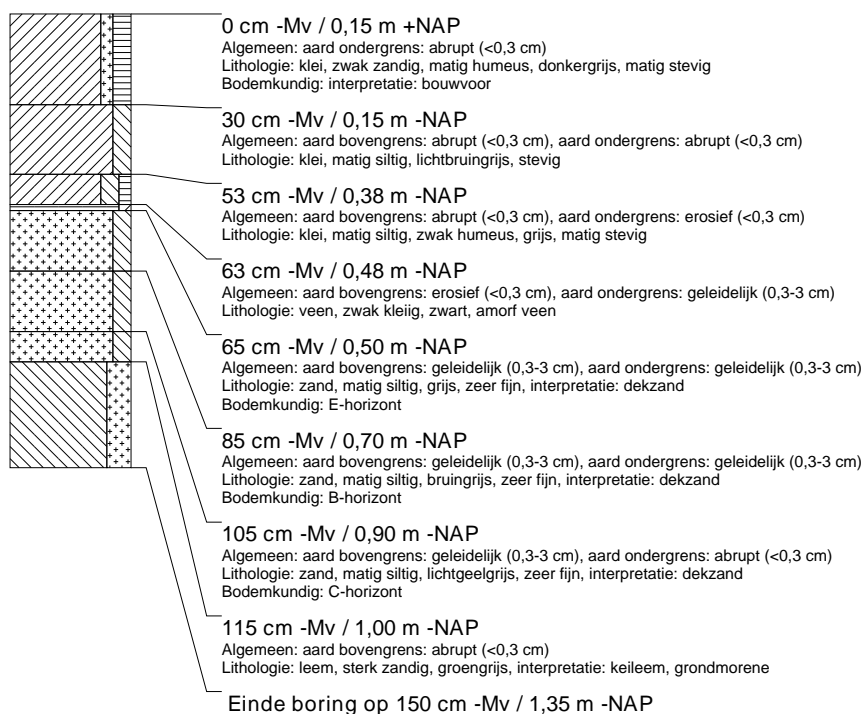 0 cm -Mv / 0,15 m +NAP
Algemeen: aard ondergrens: abrupt (<0,3 cm)
Lithologie: klei, zwak zandig, matig humeus, donkergrijs, matig stevig
Bodemkundig: interpretatie: bouwvoor
30 cm -Mv / 0,15 m -NAP
Algemeen: aard bovengrens: abrupt (<0,3 cm), aard ondergrens: abrupt (<0,3 cm)
Lithologie: klei, matig siltig, lichtbruingrijs, stevig
53 cm -Mv / 0,38 m -NAP
Algemeen: aard bovengrens: abrupt (<0,3 cm), aard ondergrens: erosief (<0,3 cm)
Lithologie: klei, matig siltig, zwak humeus, grijs, matig stevig
63 cm -Mv / 0,48 m -NAP
Algemeen: aard bovengrens: erosief (<0,3 cm), aard ondergrens: geleidelijk (0,3-3 cm)
Lithologie: veen, zwak kleiig, zwart, amorf veen
65 cm -Mv / 0,50 m -NAP
Algemeen: aard bovengrens: geleidelijk (0,3-3 cm), aard ondergrens: geleidelijk (0,3-3 cm)
Lithologie: zand, matig siltig, grijs, zeer fijn, interpretatie: dekzand
Bodemkundig: E-horizont
85 cm -Mv / 0,70 m -NAP
Algemeen: aard bovengrens: geleidelijk (0,3-3 cm), aard ondergrens: geleidelijk (0,3-3 cm)
Lithologie: zand, matig siltig, bruingrijs, zeer fijn, interpretatie: dekzand
Bodemkundig: B-horizont
105 cm -Mv / 0,90 m -NAP
Algemeen: aard bovengrens: geleidelijk (0,3-3 cm), aard ondergrens: abrupt (<0,3 cm)
Lithologie: zand, matig siltig, lichtgeelgrijs, zeer fijn, interpretatie: dekzand
Bodemkundig: C-horizont
115 cm -Mv / 1,00 m -NAP
Algemeen: aard bovengrens: abrupt (<0,3 cm)
Lithologie: leem, sterk zandig, groengrijs, interpretatie: keileem, grondmorene
Einde boring op 150 cm -Mv / 1,35 m -NAP